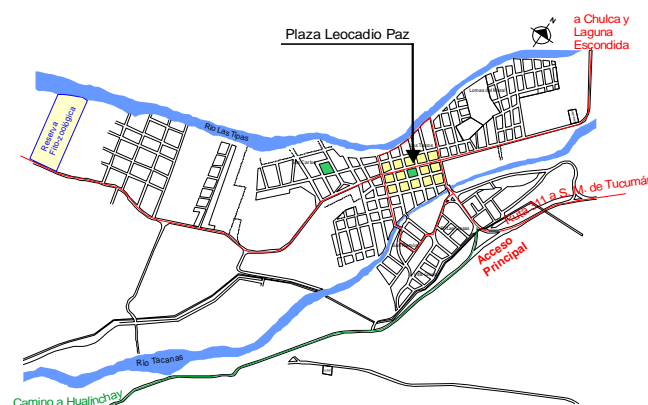 a Chulca y
Laguna
Escondida
Plaza Leocadio Paz
Reserva
Fito-zoológica
Río Las Tipas
Ruta 311 a S. M. de Tucumán
Acceso
Principal
Río Tacanas
Camino a Hualinchay